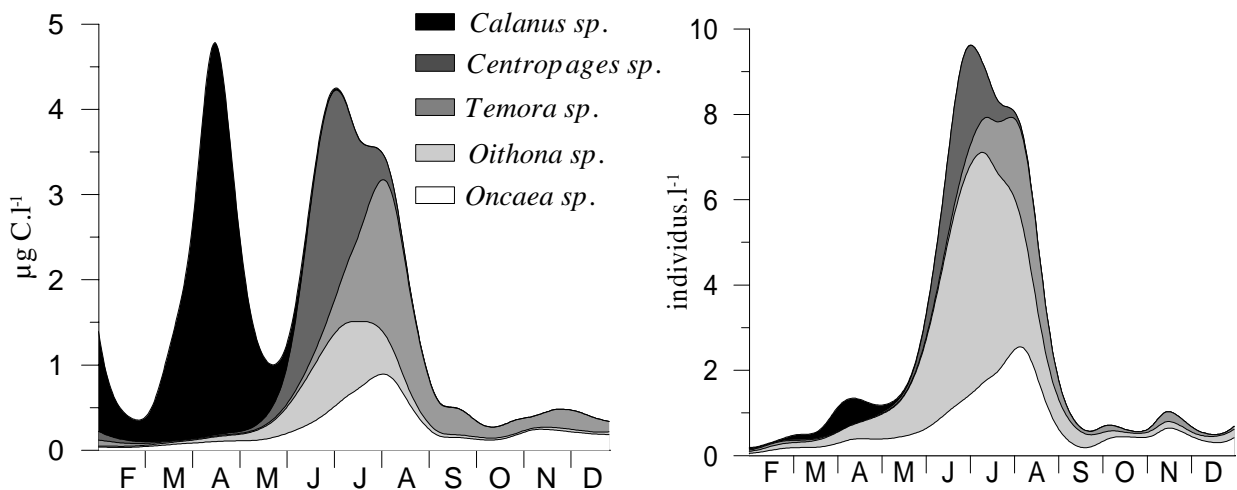 5
4
3
2
1
0
µg C.l-1
F M A M J J A S O N D
Calanus sp.
Centropages sp.
Temora sp.
Oithona sp.
Oncaea sp.
10
8
6
4
2
0
individus.l-1
F M A M J J A S O N D